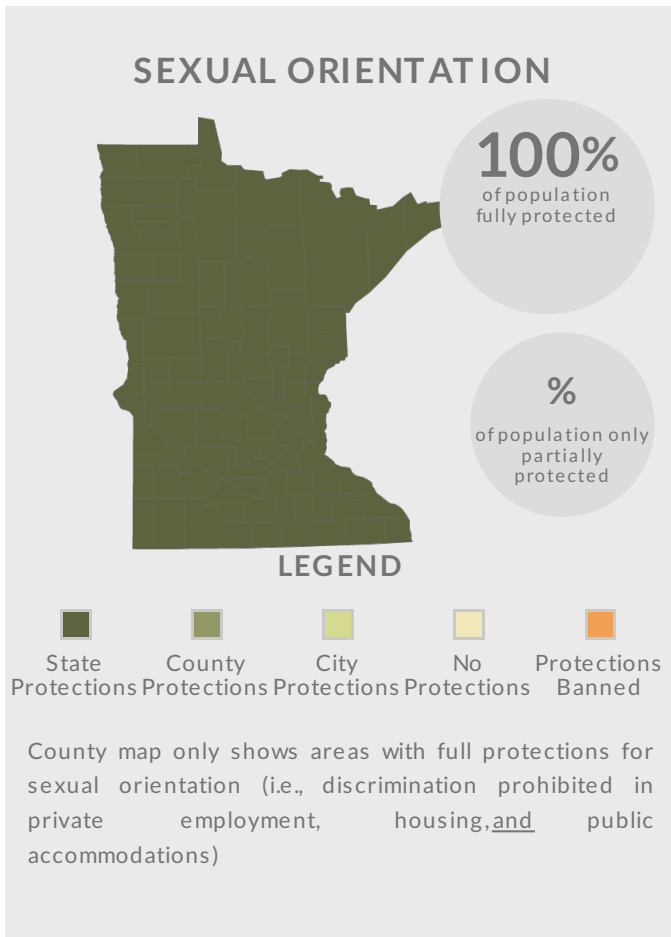 SEXUAL ORIENTATION
100%
of population
fully protected
%
of population only
partially
protected
LEGEND
State Protections
County Protections
City Protections
No Protections
Protections Banned
County map only shows areas with full protections for
sexual orientation (i.e., discrimination prohibited in
private employment, housing,and public
accommodations)